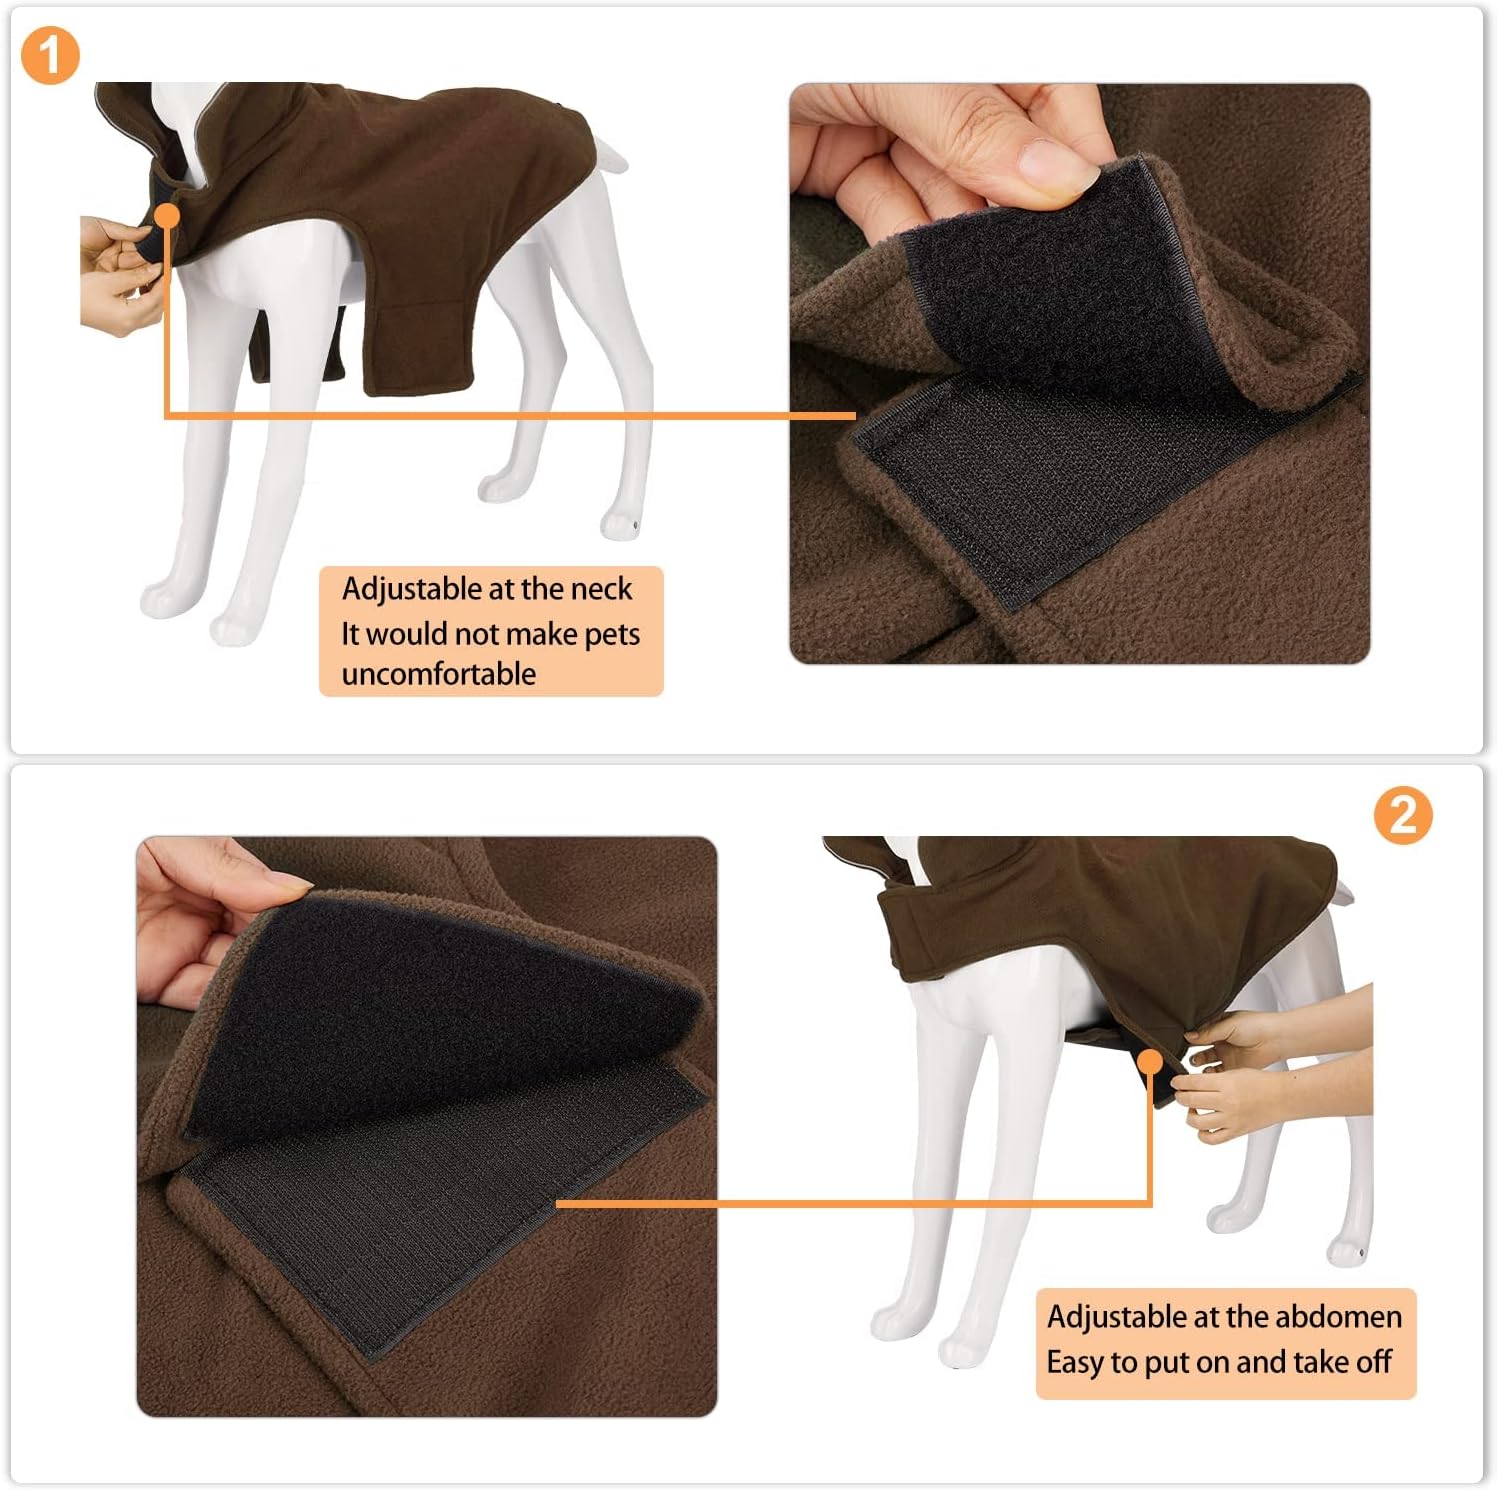 1
Adjustable at the neck
It would not make pets
uncomfortable
2
Adjustable at the abdomen
Easy to put on and take off